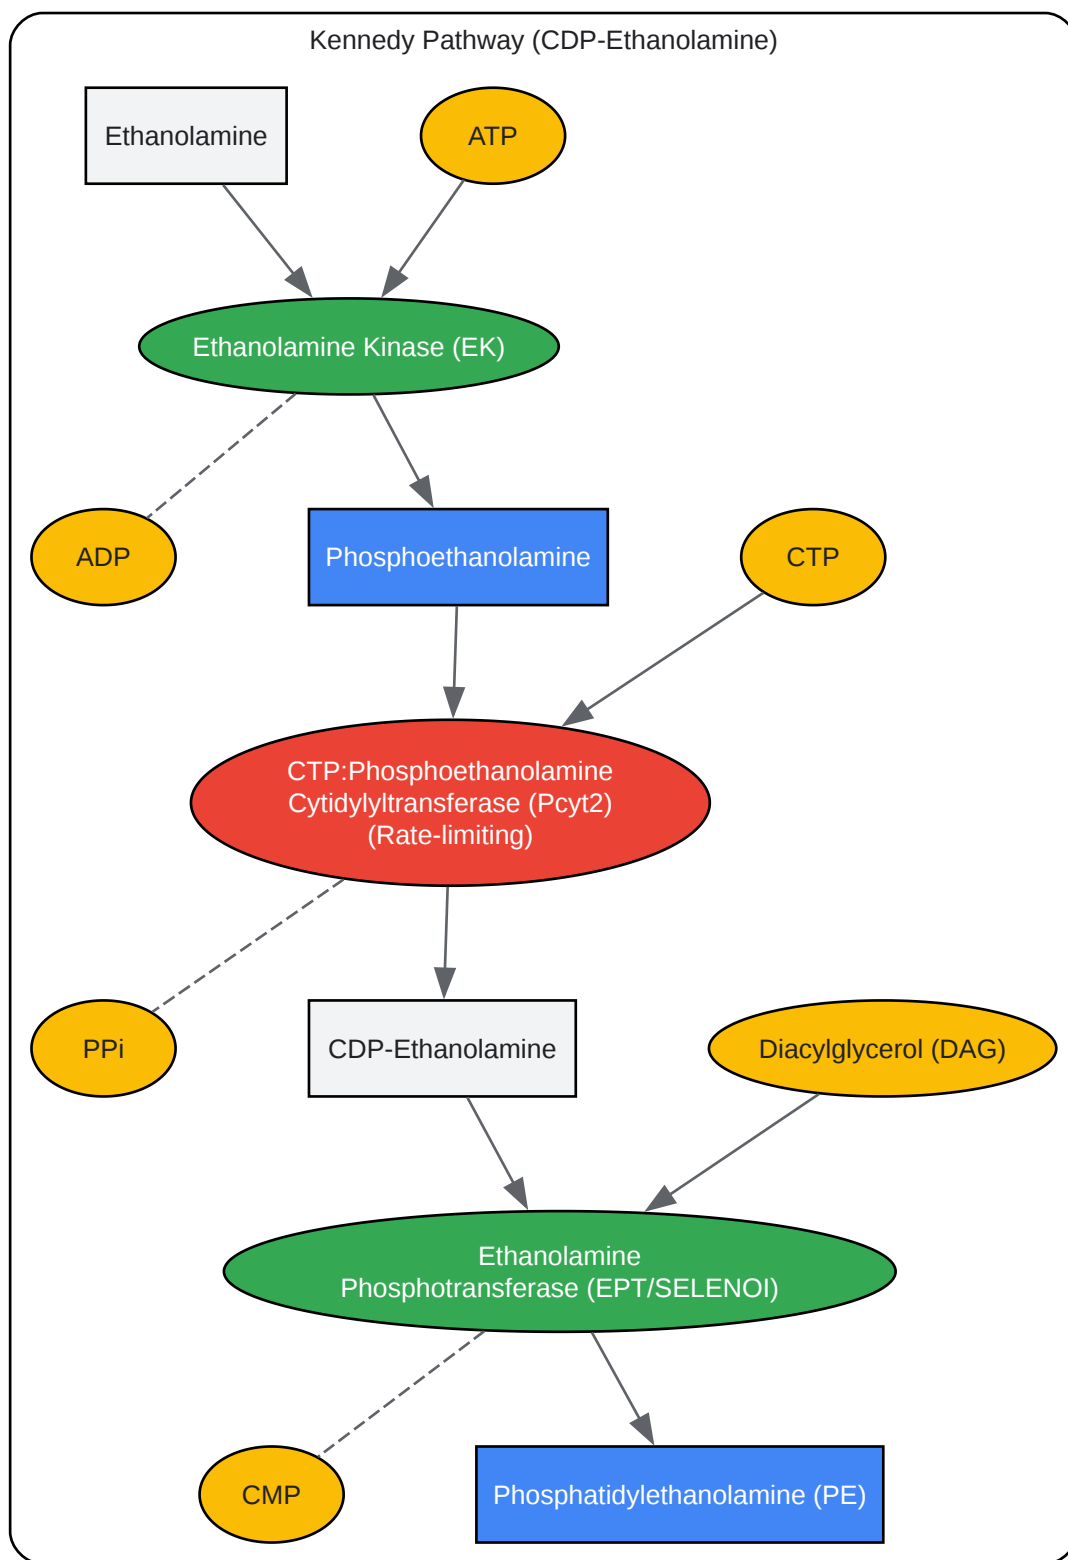 Kennedy Pathway (CDP-Ethanolamine)
Ethanolamine
ATP
Ethanolamine Kinase (EK)
ADP
Phosphoethanolamine
CTP
CTP:Phosphoethanolamine
Cytidylyltransferase (Pcyt2)
(Rate-limiting)
PPi
CDP-Ethanolamine
Diacylglycerol (DAG)
Ethanolamine
Phosphotransferase (EPT/SELENOI)
CMP
Phosphatidylethanolamine (PE)